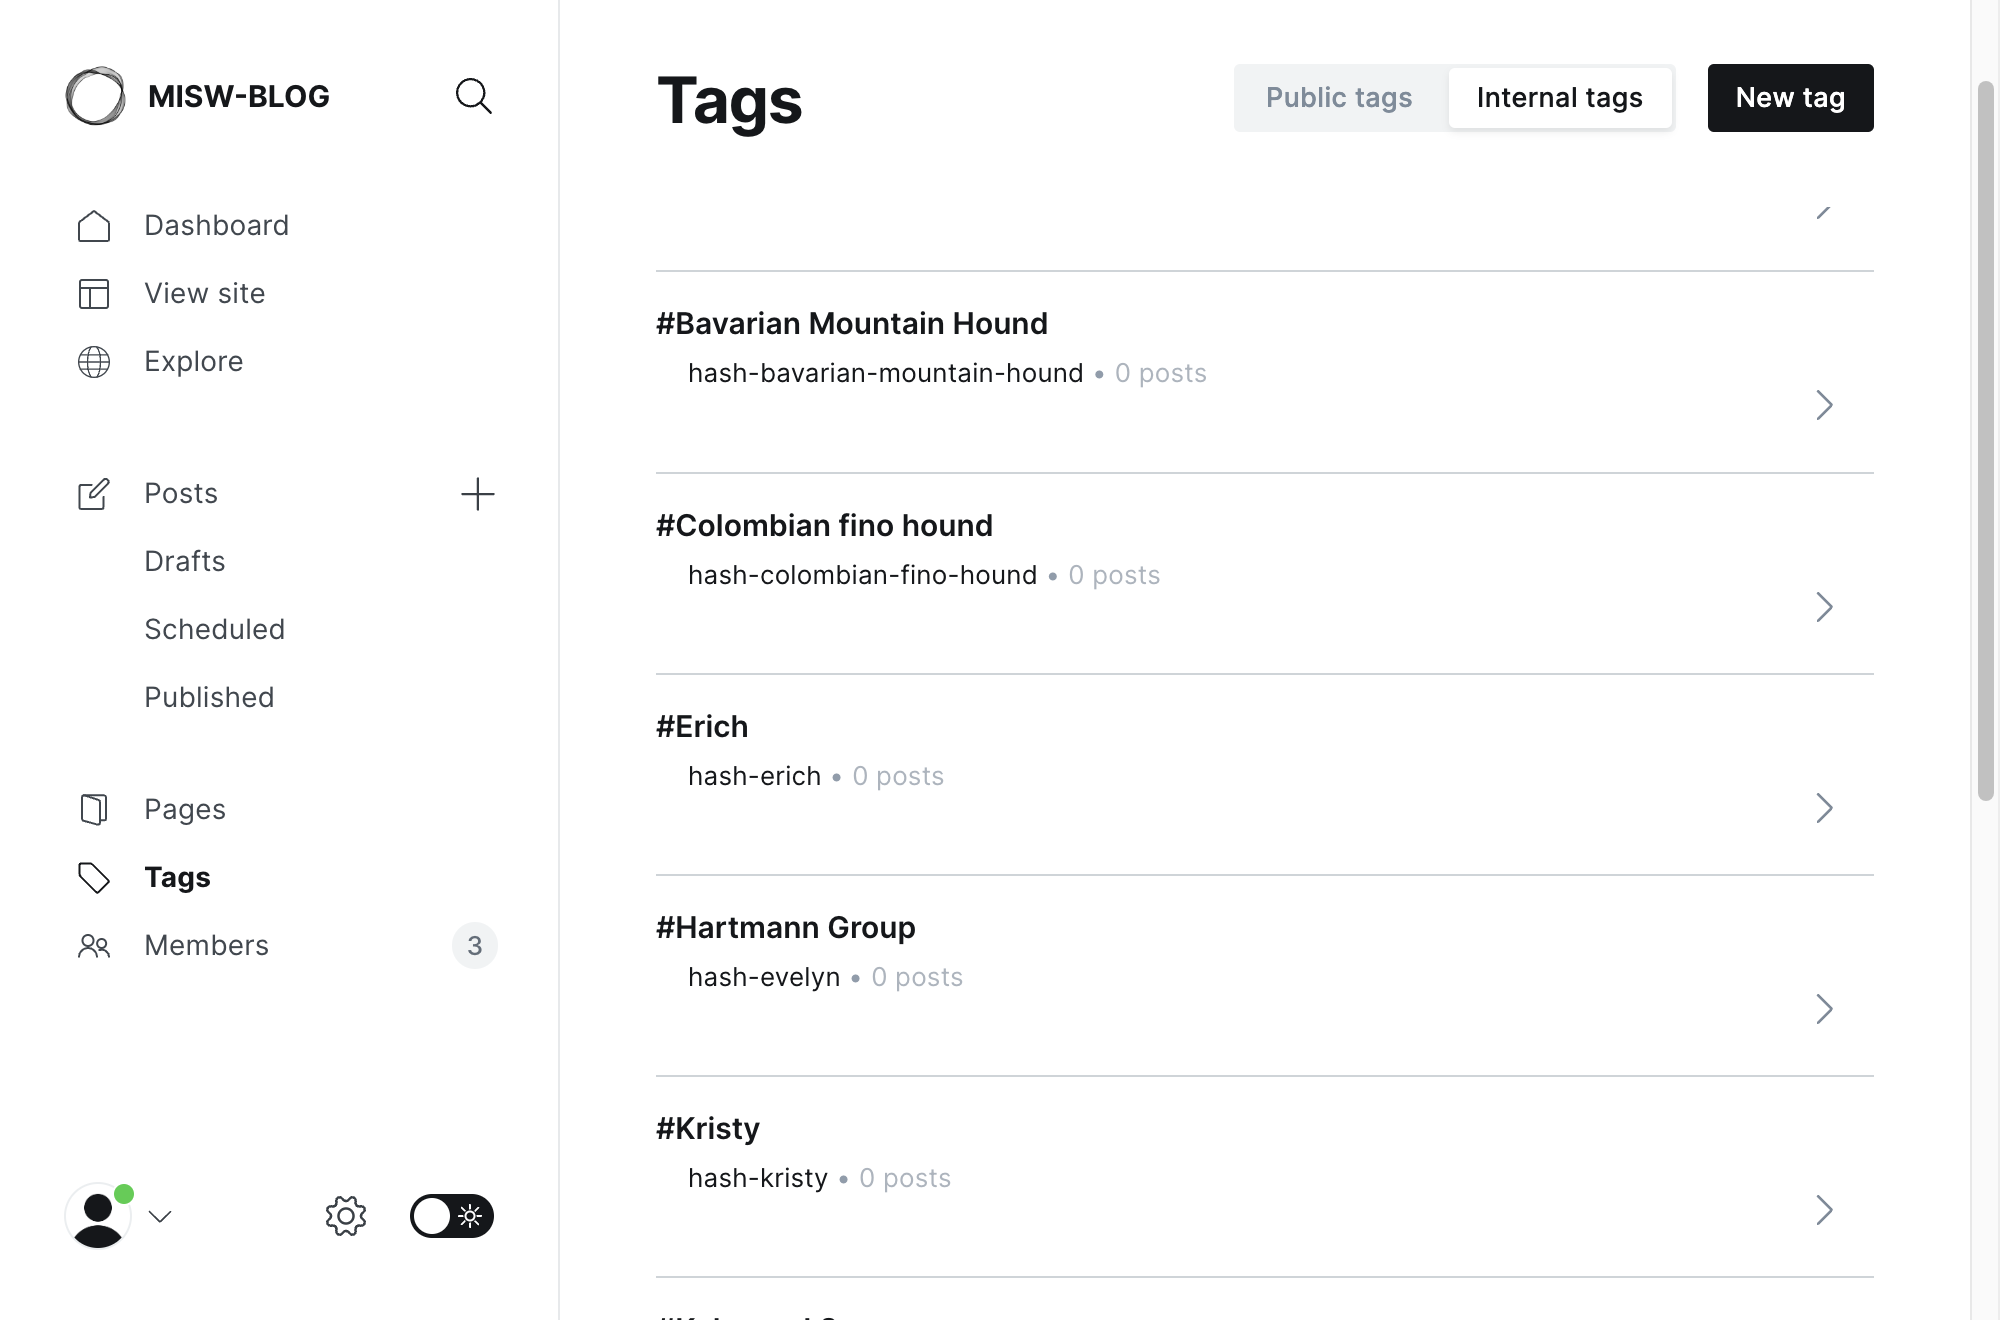 MISW-BLOG
Dashboard
View site
Explore
Posts
Drafts
Scheduled
Published
Pages
Tags
Members
3
Tags
Public tags
Internal tags
New tag
#Bavarian Mountain Hound
hash-bavarian-mountain-hound • 0 posts
#Colombian fino hound
hash-colombian-fino-hound • 0 posts
#Erich
hash-erich • 0 posts
#Hartmann Group
hash-evelyn • 0 posts
#Kristy
hash-kristy • 0 posts